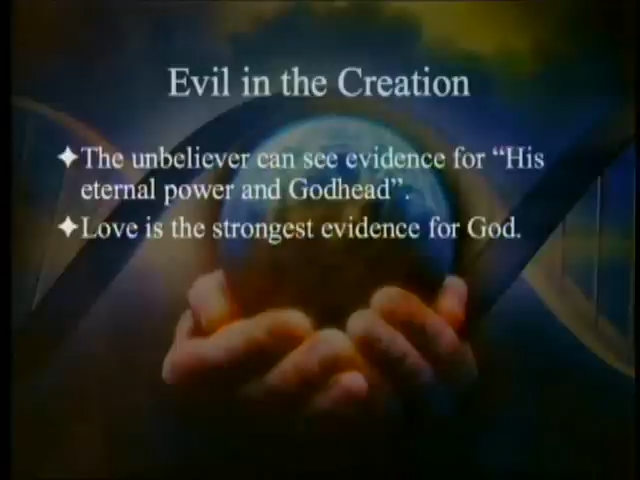 Evil in the Creation
✦The unbeliever can see evidence for “His
eternal power and Godhead”.
✦Love is the strongest evidence for God.